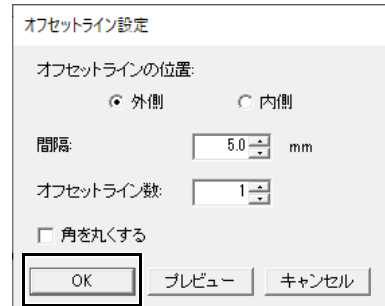 オフセットライン設定
オフセットラインの位置:
外側 内側
間隔: 5.0 mm
オフセットライン数: 1
角を丸くする
OK プレビュー キャンセル